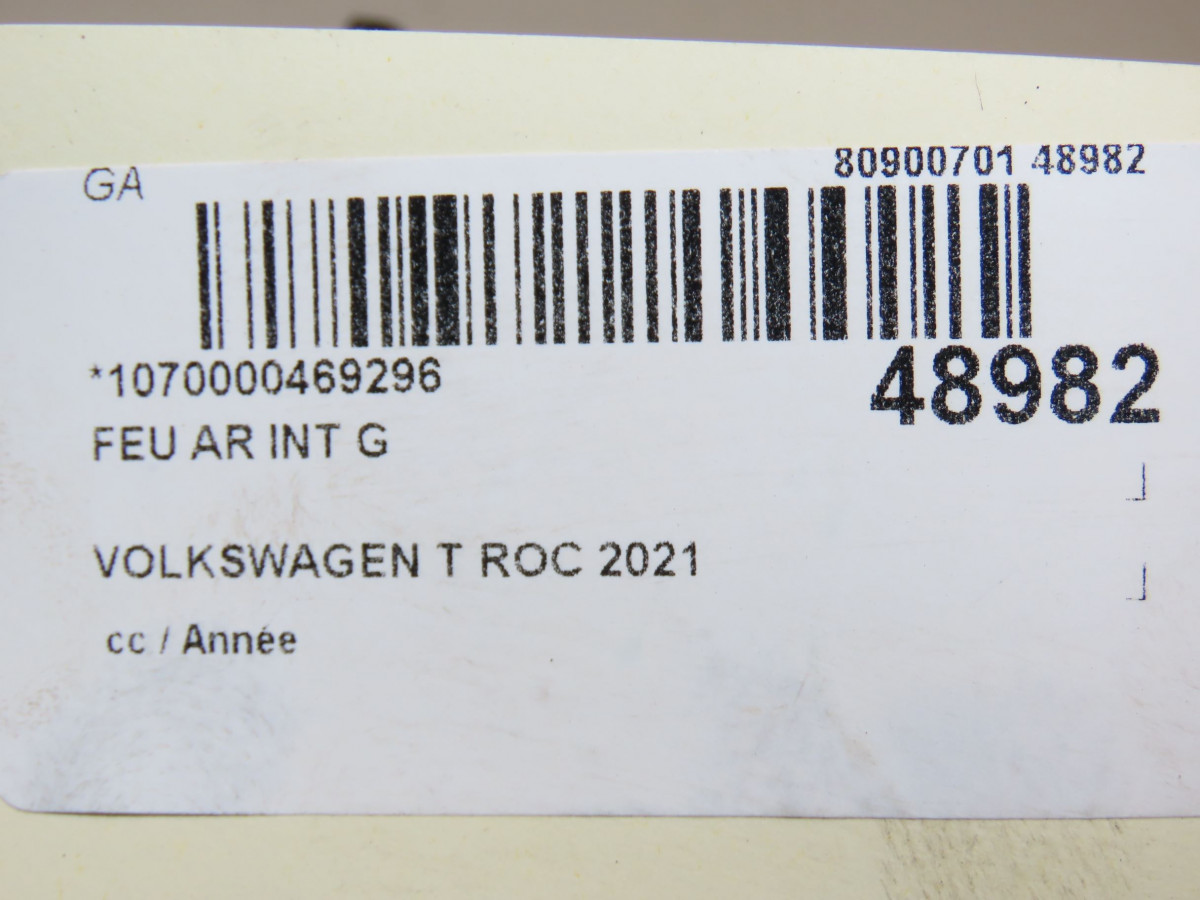 GA
80900701 48982
*1070000469296
48982
FEU AR INT G
VOLKSWAGEN T ROC 2021
cc / Année